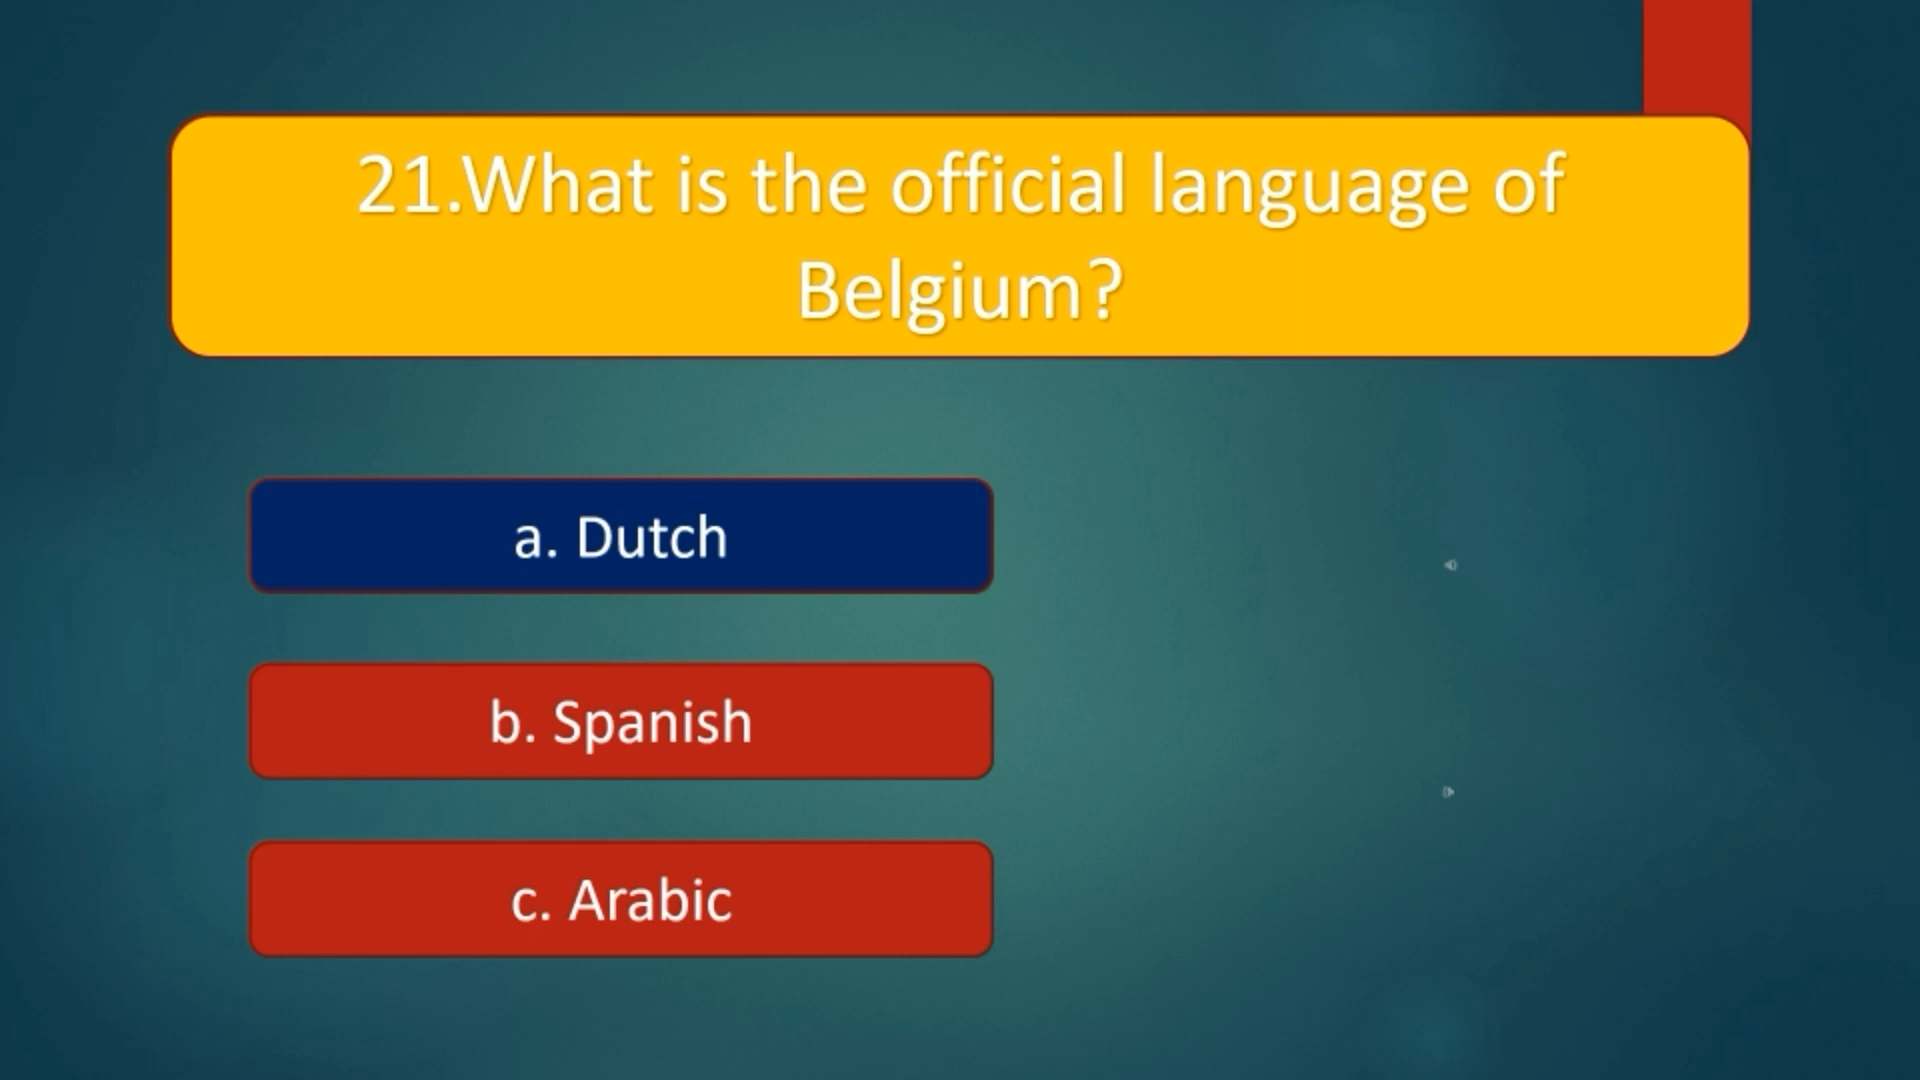 21.What is the official language of
Belgium?
a. Dutch
b. Spanish
c. Arabic